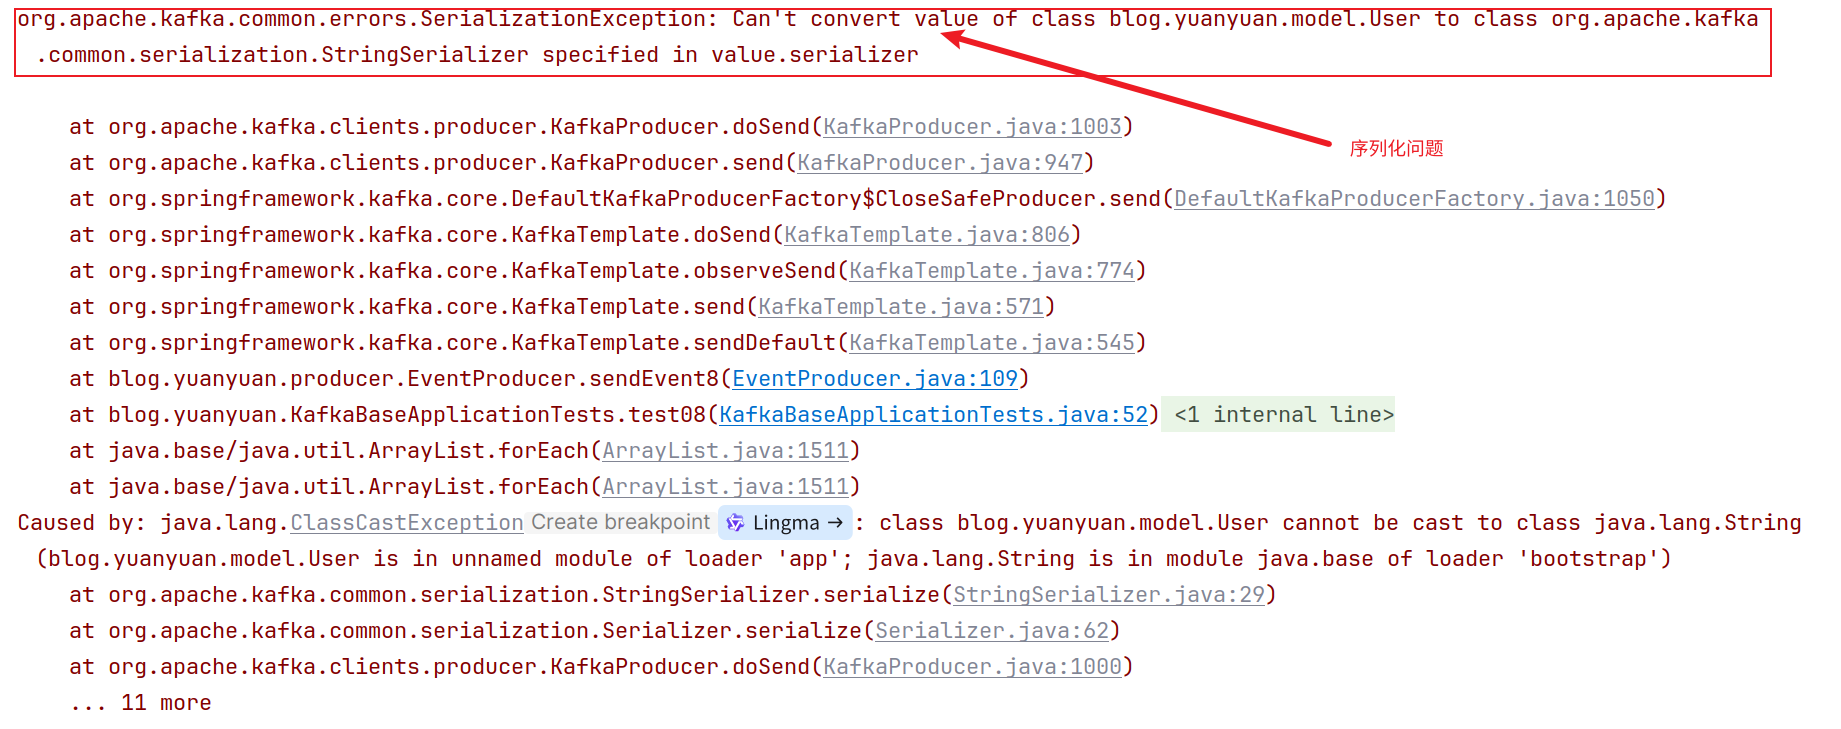 org.apache.kafka.common.errors.SerializationException: Can't convert value of class blog.yuanyuan.model.User to class org.apache.kafka
.common.serialization.StringSerializer specified in value.serializer
at org.apache.kafka.clients.producer.KafkaProducer.doSend(KafkaProducer.java:1003)
序列化问题
at org.apache.kafka.clients.producer.KafkaProducer.send(KafkaProducer.java:947)
at org.springframework.kafka.core.DefaultKafkaProducerFactory$CloseSafeProducer.send(DefaultKafkaProducerFactory.java:1050)
at org.springframework.kafka.core.KafkaTemplate.doSend(KafkaTemplate.java:806)
at org.springframework.kafka.core.KafkaTemplate.observeSend(KafkaTemplate.java:774)
at org.springframework.kafka.core.KafkaTemplate.send(KafkaTemplate.java:571)
at org.springframework.kafka.core.KafkaTemplate.sendDefault(KafkaTemplate.java:545)
at blog.yuanyuan.producer.EventProducer.sendEvent8(EventProducer.java:109)
at blog.yuanyuan.KafkaBaseApplicationTests.test08(KafkaBaseApplicationTests.java:52) <1 internal line>
at java.base/java.util.ArrayList.forEach(ArrayList.java:1511)
at java.base/java.util.ArrayList.forEach(ArrayList.java:1511)
Caused by: java.lang.ClassCastException Create breakpoint Lingma → : class blog.yuanyuan.model.User cannot be cast to class java.lang.String
(blog.yuanyuan.model.User is in unnamed module of loader 'app'; java.lang.String is in module java.base of loader 'bootstrap')
at org.apache.kafka.common.serialization.StringSerializer.serialize(StringSerializer.java:29)
at org.apache.kafka.common.serialization.Serializer.serialize(Serializer.java:62)
at org.apache.kafka.clients.producer.KafkaProducer.doSend(KafkaProducer.java:1000)
... 11 more